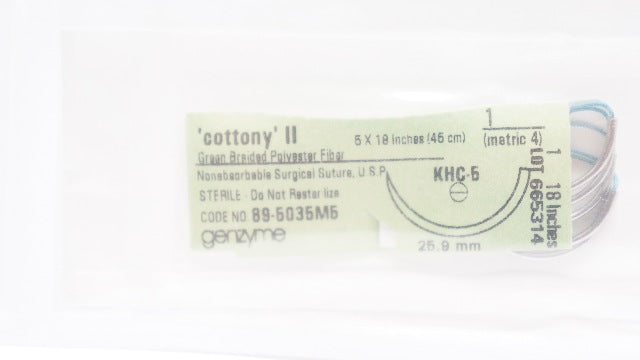 'cottony' II
Green Braided Polyester Fiber
Nonabsorbable Surgical Suture, U.S.P.
STERILE - Do Not Resterilize
CODE NO 89-5035M5
genzyme
5 X 18 inches (45 cm)
1
(metric 4)
KHC-5
25.9 mm
1 18 Inches
LOT 665314